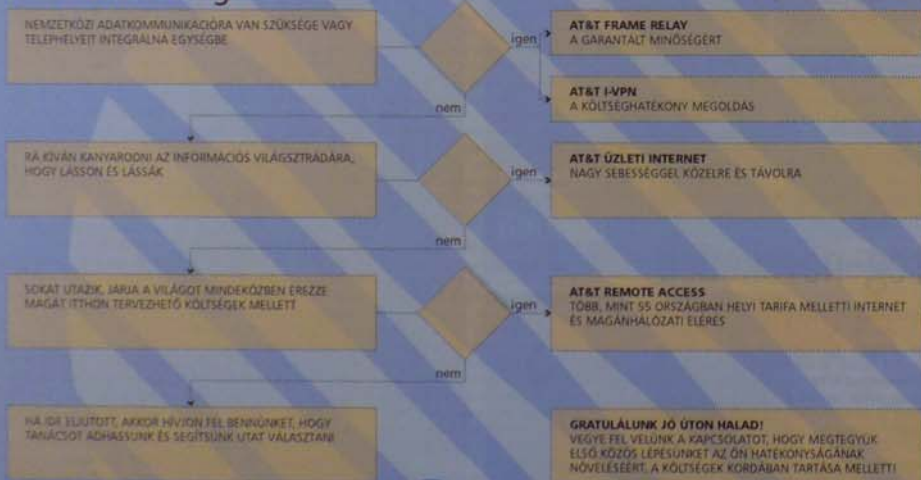 NEMZETKÖZI ADATKOMMUNIKÁCIÓRA VAN SZÜKSÉGE VAGY
TELEPHELYEIT INTEGRÁLNA EGYSÉGBE
igen
AT&T FRAME RELAY
A GARANTÁLT MINŐSÉGÉRT
AT&T I-VPN
A KÖLTSÉGHATÉKONY MEGOLDÁS
nem
RÁ KÍVÁN KANYARODNI AZ INFORMÁCIÓS VILÁGSZTRÁDÁRA,
HOGY LÁSSON ÉS LÁSSÁK
igen
AT&T ÜZLETI INTERNET
NAGY SEBESSÉGGEL KÖZELRE ÉS TÁVOLRA
nem
SOKAT UTAZIK, JÁRJA A VILÁGOT MINDEKÖZBEN ÉREZZE
MAGÁT ITTHON TERVEZHETŐ KÖLTSÉGEK MELLETT
igen
AT&T REMOTE ACCESS
TÖBB, MINT 55 ORSZÁGBAN HELYI TARIFA MELLETTI INTERNET
ÉS MAGÁNHÁLÓZATI ELÉRÉS
nem
HA IDE ELJUTOTT, AKKOR HÍVJON FEL BENNÜNKET, HOGY
TANÁCSOT ADHASSUNK ÉS SEGÍTSÜNK UTAT VÁLASZTANI
GRATULÁLUNK JÓ ÚTON HALAD!
VEGYE FEL VELÜNK A KAPCSOLATOT, HOGY MEGTEGYÜK
ELSŐ KÖZÖS LÉPÉSÜNKET AZ ÖN HATÉKONYSÁGÁNAK
NÖVELÉSÉÉRT, A KÖLTSÉGEK KORDÁBAN TARTÁSA MELLETT!